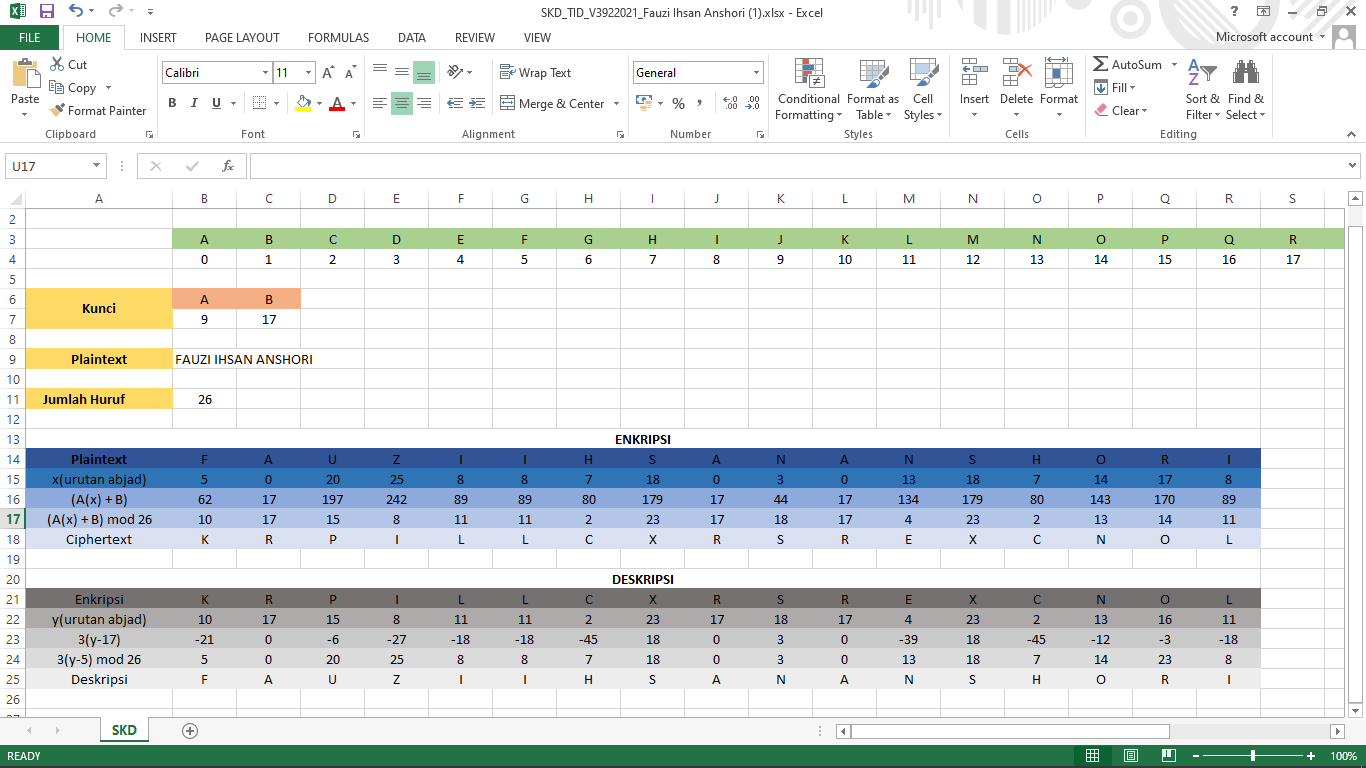 SKD_TID_V3922021_Fauzi Ihsan Anshori (1).xlsx - Excel
FILE HOME INSERT PAGE LAYOUT FORMULAS DATA REVIEW VIEW Microsoft account
Cut
Copy
Format Painter
Paste
Clipboard
Calibri 11
B I U
Font
Wrap Text
Merge & Center
Alignment
General
Number
Conditional Formatting
Format as Table
Cell Styles
Styles
Insert Delete Format
Cells
AutoSum
Fill
Clear
Sort & Filter
Find & Select
Editing
U17 fx
A B C D E F G H I J K L M N O P Q R S
2
3 A B C D E F G H I J K L M N O P Q R
4 0 1 2 3 4 5 6 7 8 9 10 11 12 13 14 15 16 17
5
6 Kunci A B
7 9 17
8
9 Plaintext FAUZI IHSAN ANSHORI
10
11 Jumlah Huruf 26
12
13 ENKRIPSI
14 Plaintext F A U Z I I H S A N A N S H O R I
15 x(urutan abjad) 5 0 20 25 8 8 7 18 0 3 0 13 18 7 14 17 8
16 (A(x) + B) 62 17 197 242 89 89 80 179 17 44 17 134 179 80 143 170 89
17 (A(x) + B) mod 26 10 17 15 8 11 11 2 23 17 18 17 4 23 2 13 14 11
18 Ciphertext K R P I L L C X R S R E X C N O L
19
20 DESKRIPSI
21 Enkripsi K R P I L L C X R S R E X C N O L
22 y(urutan abjad) 10 17 15 8 11 11 2 23 17 18 17 4 23 2 13 16 11
23 3(y-17) -21 0 -6 -27 -18 -18 -45 18 0 3 0 -39 18 -45 -12 -3 -18
24 3(y-5) mod 26 5 0 20 25 8 8 7 18 0 3 0 13 18 7 14 23 8
25 Deskripsi F A U Z I I H S A N A N S H O R I
26
SKD
READY 100%